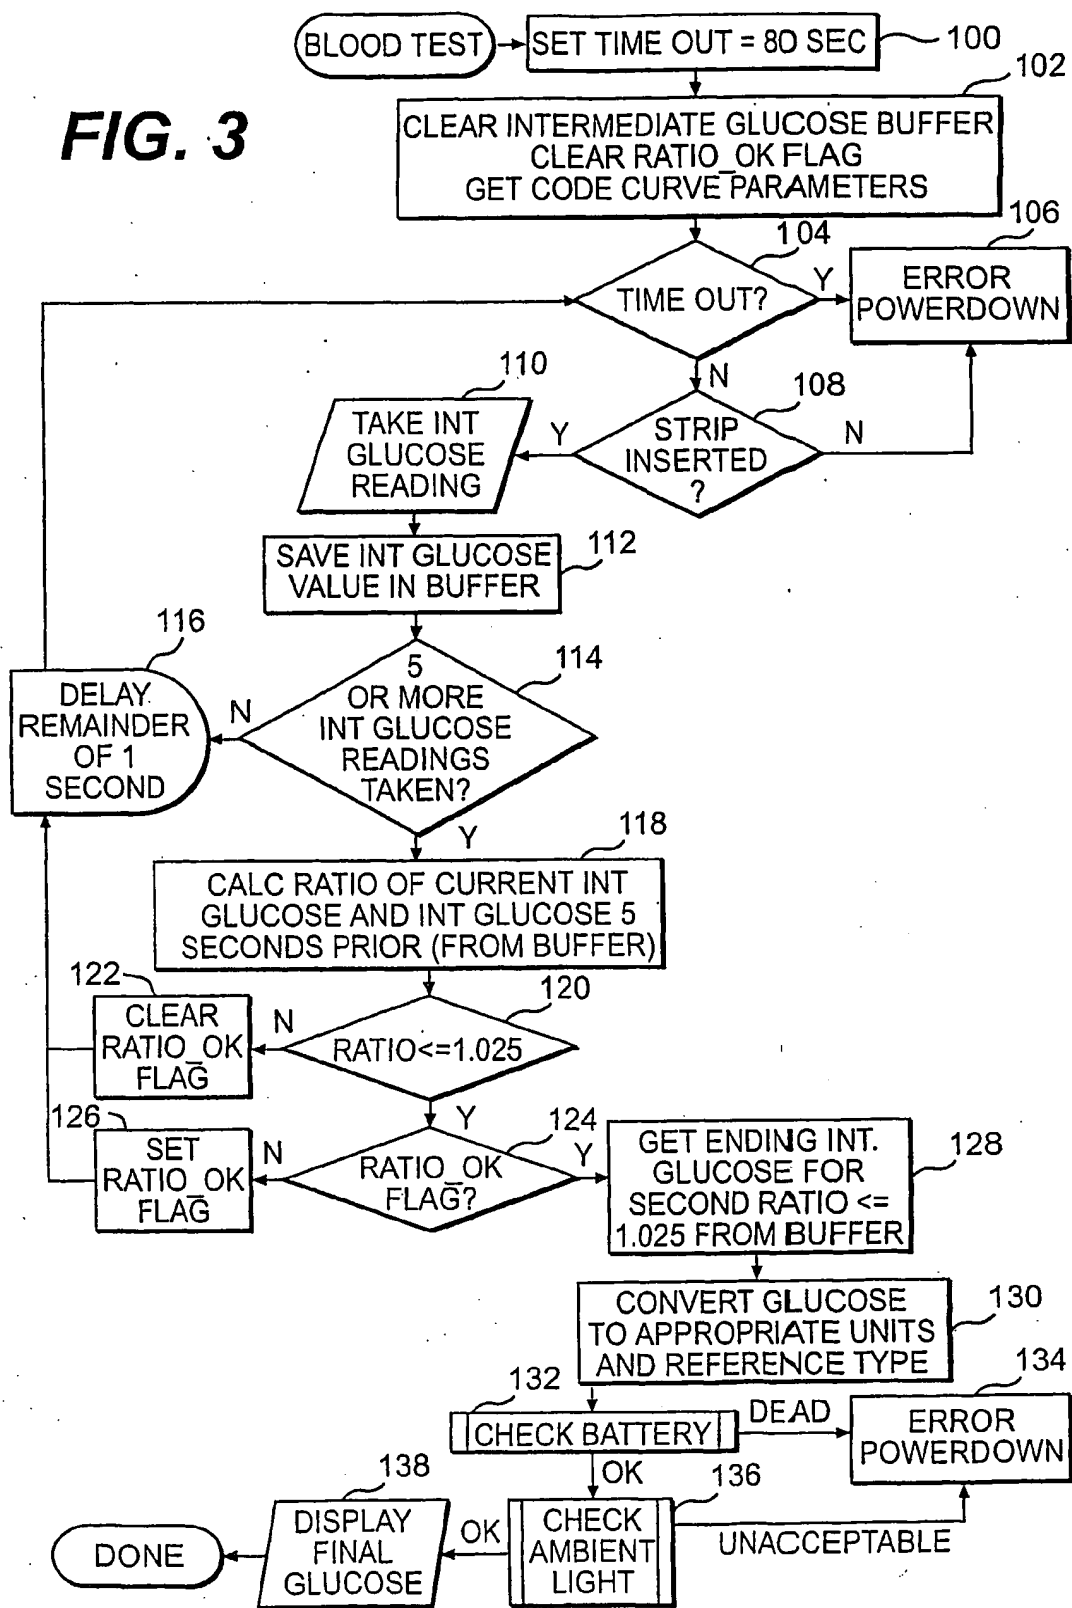 BLOOD TEST
SET TIME OUT = 80 SEC
100
102
FIG. 3
CLEAR INTERMEDIATE GLUCOSE BUFFER
CLEAR RATIO_OK FLAG
GET CODE CURVE PARAMETERS
104
106
TIME OUT?
Y
ERROR
POWERDOWN
N
110
108
TAKE INT
GLUCOSE
READING
Y
STRIP
INSERTED
?
N
SAVE INT GLUCOSE
VALUE IN BUFFER
112
116
114
5
OR MORE
INT GLUCOSE
READINGS
TAKEN?
N
DELAY
REMAINDER
OF 1
SECOND
Y
118
CALC RATIO OF CURRENT INT
GLUCOSE AND INT GLUCOSE 5
SECONDS PRIOR (FROM BUFFER)
122
120
CLEAR
RATIO_OK
FLAG
N
RATIO<=1.025
Y
126
124
SET
RATIO_OK
FLAG
N
RATIO_OK
FLAG?
Y
GET ENDING INT.
GLUCOSE FOR
SECOND RATIO <=
1.025 FROM BUFFER
128
CONVERT GLUCOSE
TO APPROPRIATE UNITS
AND REFERENCE TYPE
130
132
134
CHECK BATTERY
DEAD
ERROR
POWERDOWN
OK
138
136
DONE
DISPLAY
FINAL
GLUCOSE
OK
CHECK
AMBIENT
LIGHT
UNACCEPTABLE